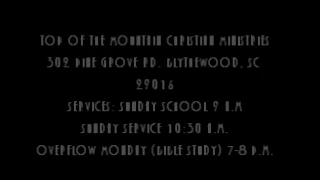 TOP OF THE MOUNTAIN CHRISTIAN MINISTRIES
302 PINE GROVE RD. BLYTHEWOOD, SC
29016
SERVICES: SUNDAY SCHOOL 9 A.M
SUNDAY SERVICE 10:30 A.M.
OVERFLOW MONDAY (BIBLE STUDY) 7-8 P.M.